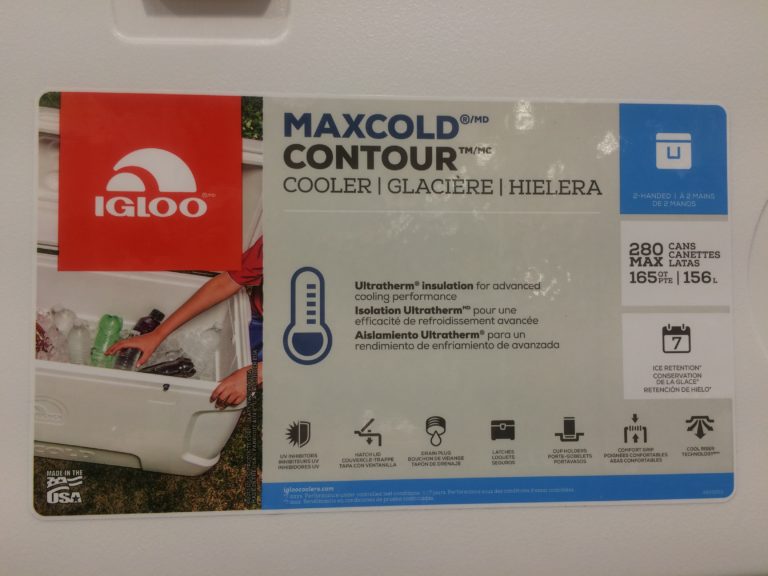 IGLOO®/MD
MAXCOLD®/MD
CONTOUR™/MC
COOLER | GLACIÈRE | HIELERA
2-HANDED | À 2 MAINS
DE 2 MANOS
280 MAX CANS CANETTES LATAS
165 QT PTE | 156 L
Ultratherm® insulation for advanced
cooling performance
Isolation Ultratherm MD pour une
efficacité de refroidissement avancée
Aislamiento Ultratherm® para un
rendimiento de enfriamiento de avanzada
7
ICE RETENTION*
CONSERVATION
DE LA GLACE*
RETENCIÓN DE HIELO*
UV INHIBITORS
INHIBITEURS UV
INHIBIDORES UV
HATCH LID
COUVERCLE-TRAPPE
TAPA CON VENTANILLA
DRAIN PLUG
BOUCHON DE VIDANGE
TAPÓN DE DRENAJE
LATCHES
LOQUETS
SEGUROS
CUP HOLDERS
PORTE-GOBELETS
PORTAVASOS
COMFORT GRIP
POIGNÉES CONFORTABLES
ASAS CONFORTABLES
COOL RISER
TECHNOLOGY
MADE IN THE
USA
igloocoolers.com